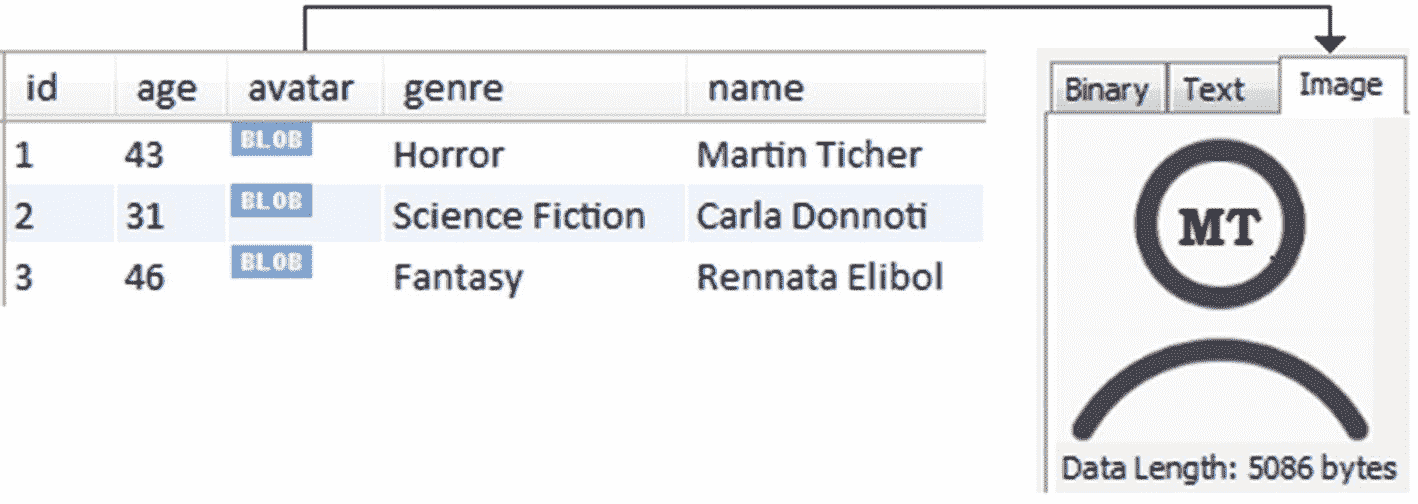 id age avatar genre name
1 43 BLOB Horror Martin Ticher
2 31 BLOB Science Fiction Carla Donnoti
3 46 BLOB Fantasy Rennata Elibol
Binary Text Image
MT
Data Length: 5086 bytes